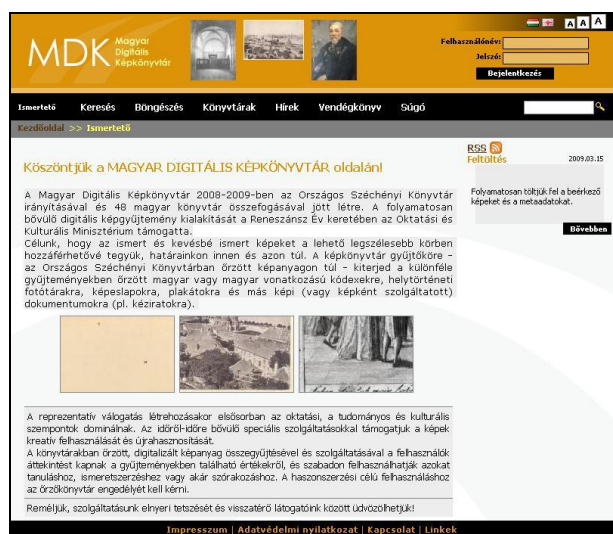 MDK Magyar
Digitális
Képkönyvtár
A A A
Felhasználónév:
Jelszó:
Bejelentkezés
Ismertető Keresés Böngészés Könyvtárak Hírek Vendégkönyv Súgó
Kezdőoldal >> Ismertető
Köszöntjük a MAGYAR DIGITÁLIS KÉPKÖNYVTÁR oldalán!
A Magyar Digitális Képkönyvtár 2008-2009-ben az Országos Széchényi Könyvtár
irányításával és 48 magyar könyvtár összefogásával jött létre. A folyamatosan
bővülő digitális képgyűjtemény kialakítását a Reneszánsz Év keretében az Oktatási és
Kulturális Minisztérium támogatta.
Célunk, hogy az ismert és kevésbé ismert képeket a lehető legszélesebb körben
hozzáférhetővé tegyük, határainkon innen és azon túl. A képkönyvtár gyűjtőköre -
az Országos Széchényi Könyvtárban őrzött képanyagon túl - kiterjed a különféle
gyűjteményekben őrzött magyar vagy magyar vonatkozású kódexekre, helytörténeti
fotótárakra, képeslapokra, plakátokra és más képi (vagy képként szolgáltatott)
dokumentumokra (pl. kéziratokra).
A reprezentatív válogatás létrehozásakor elsősorban az oktatási, a tudományos és kulturális
szempontok dominálnak. Az időről-időre bővülő speciális szolgáltatásokkal támogatjuk a képek
kreatív felhasználását és újrahasznosítását.
A könyvtárakban őrzött, digitalizált képanyag összegyűjtésével és szolgáltatásával a felhasználók
áttekintést kapnak a gyűjteményekben található értékekről, és szabadon felhasználhatják azokat
tanuláshoz, ismeretszerzéshez vagy akár szórakozáshoz. A haszonszerzési célú felhasználáshoz
az őrzőkönyvtár engedélyét kell kérni.
Reméljük, szolgáltatásunk elnyeri tetszését és visszatérő látogatóink között üdvözölhetjük!
RSS
Feltöltés 2009.03.15
Folyamatosan töltjük fel a beérkező
képeket és a metaadatokat.
Bővebben
Impresszum | Adatvédelmi nyilatkozat | Kapcsolat | Linkek